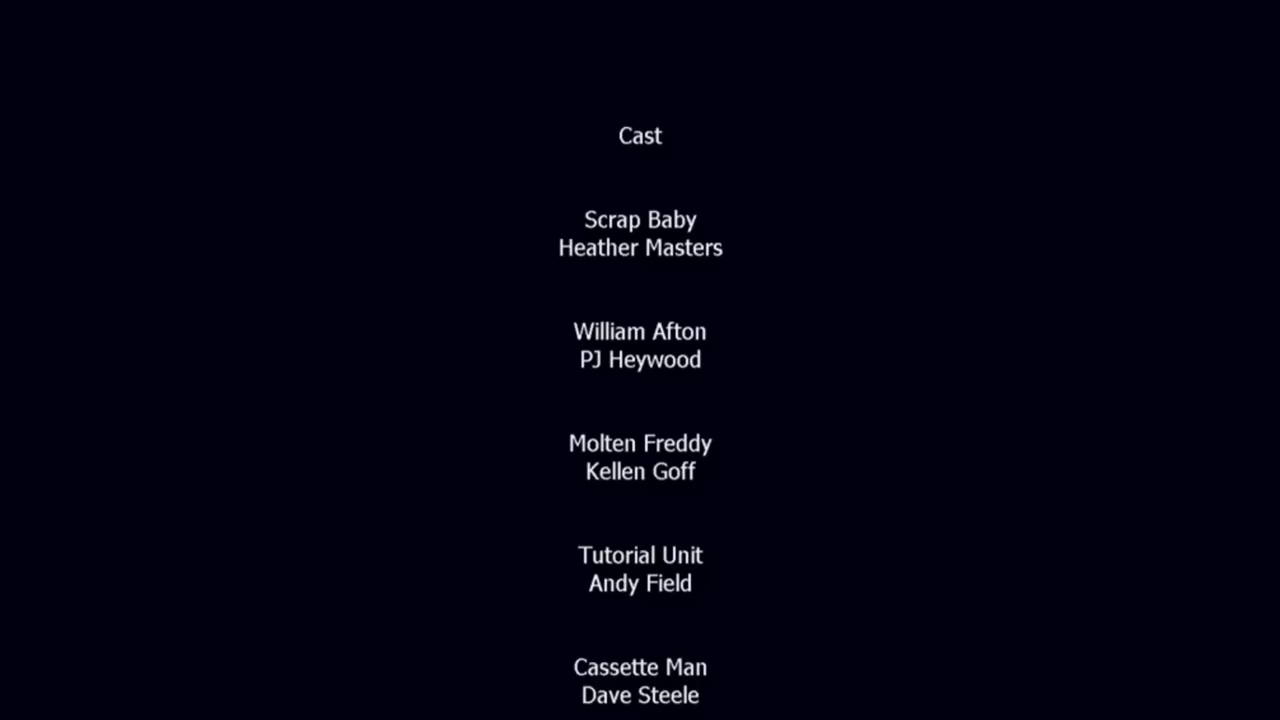 Cast
Scrap Baby
Heather Masters
William Afton
PJ Heywood
Molten Freddy
Kellen Goff
Tutorial Unit
Andy Field
Cassette Man
Dave Steele